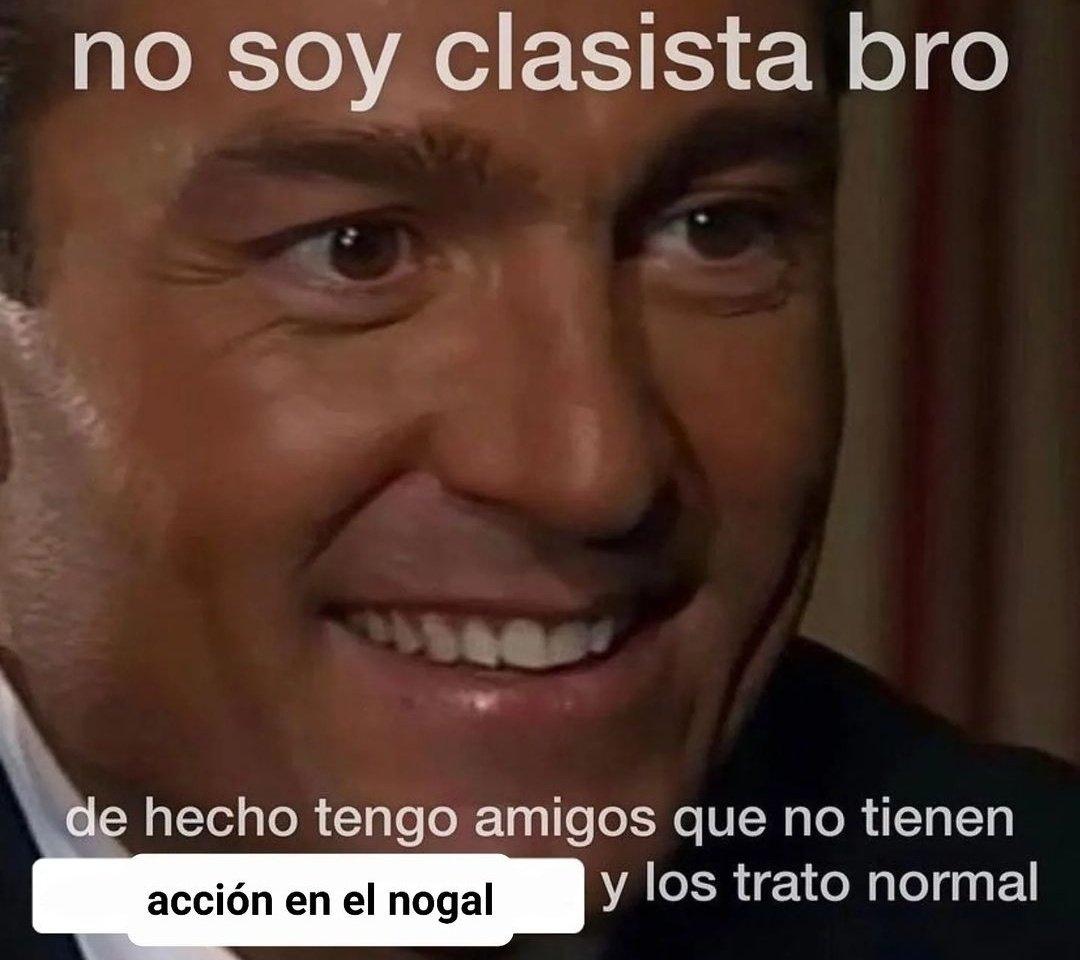 no soy clasista bro
de hecho tengo amigos que no tienen
acción en el nogal y los trato normal